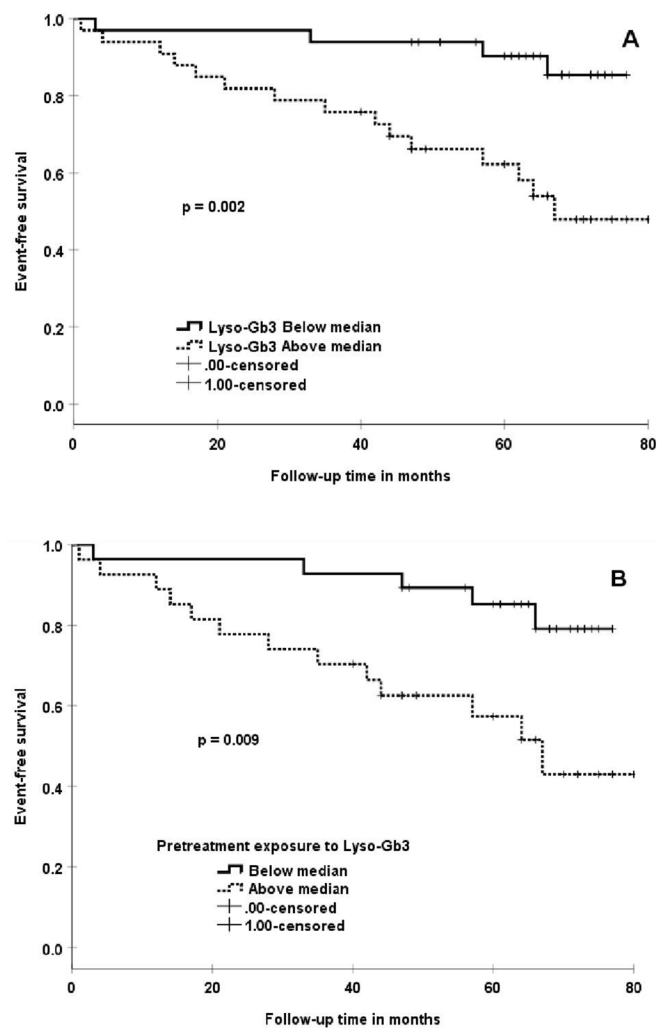 A
1.0
0.8
0.6
0.4
0.2
0.0
Event-free survival
p = 0.002
Lyso-Gb3 Below median
Lyso-Gb3 Above median
.00-censored
1.00-censored
0 20 40 60 80
Follow-up time in months
B
1.0
0.8
0.6
0.4
0.2
0.0
Event-free survival
p = 0.009
Pretreatment exposure to Lyso-Gb3
Below median
Above median
.00-censored
1.00-censored
0 20 40 60 80
Follow-up time in months